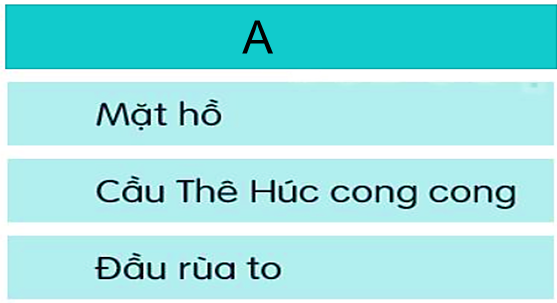 A
Mặt hồ
Cầu Thê Húc cong cong
Đầu rùa to